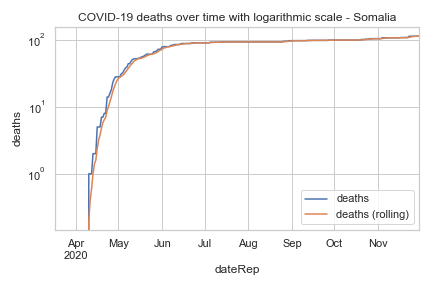 COVID-19 deaths over time with logarithmic scale - Somalia
deaths
10²
10¹
10⁰
deaths
deaths (rolling)
Apr May Jun Jul Aug Sep Oct Nov
2020
dateRep